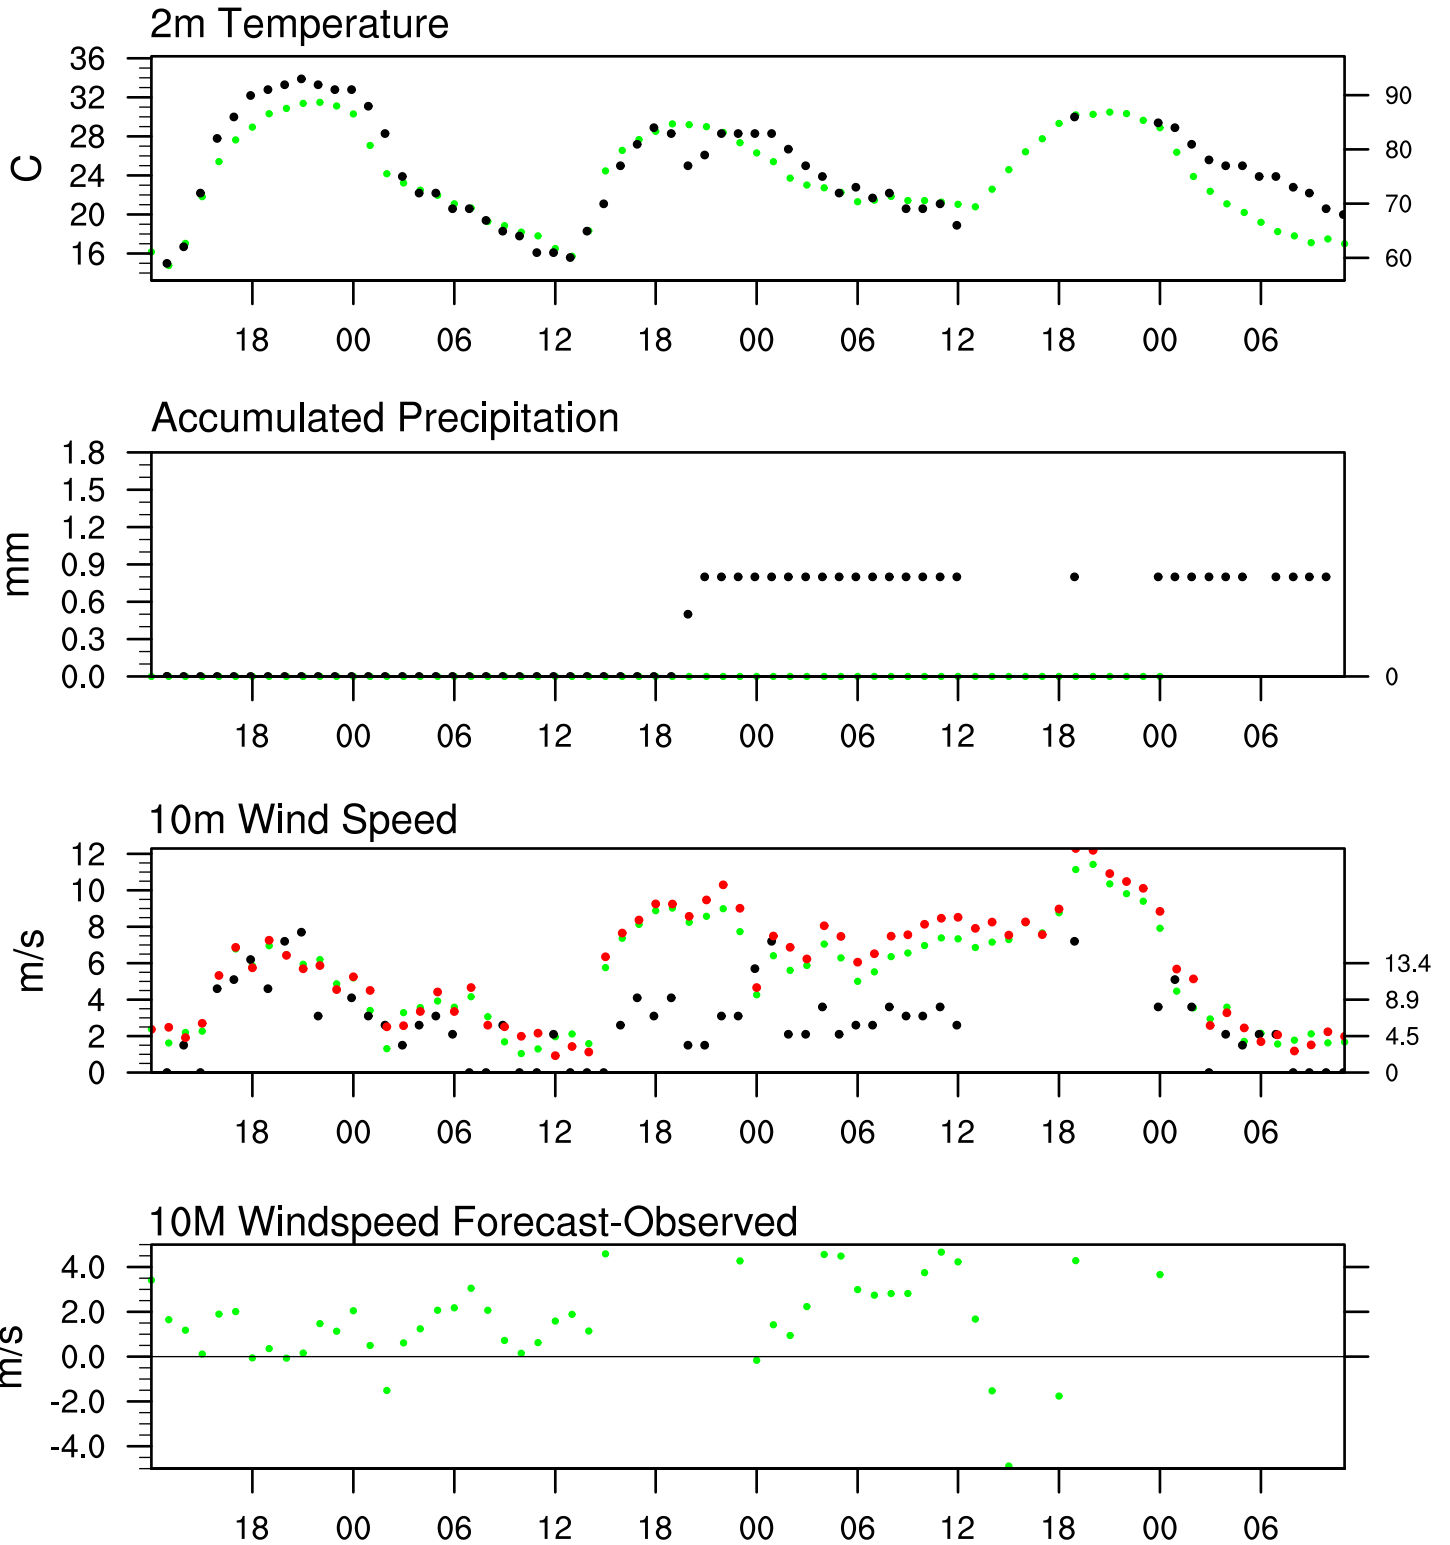 2m Temperature
36
32
28
24
20
16
C
90
80
70
60
18 00 06 12 18 00 06 12 18 00 06
Accumulated Precipitation
1.8
1.5
1.2
0.9
0.6
0.3
0.0
mm
0
18 00 06 12 18 00 06 12 18 00 06
10m Wind Speed
12
10
8
6
4
2
0
m/s
13.4
8.9
4.5
0
18 00 06 12 18 00 06 12 18 00 06
10M Windspeed Forecast-Observed
4.0
2.0
0.0
-2.0
-4.0
m/s
18 00 06 12 18 00 06 12 18 00 06